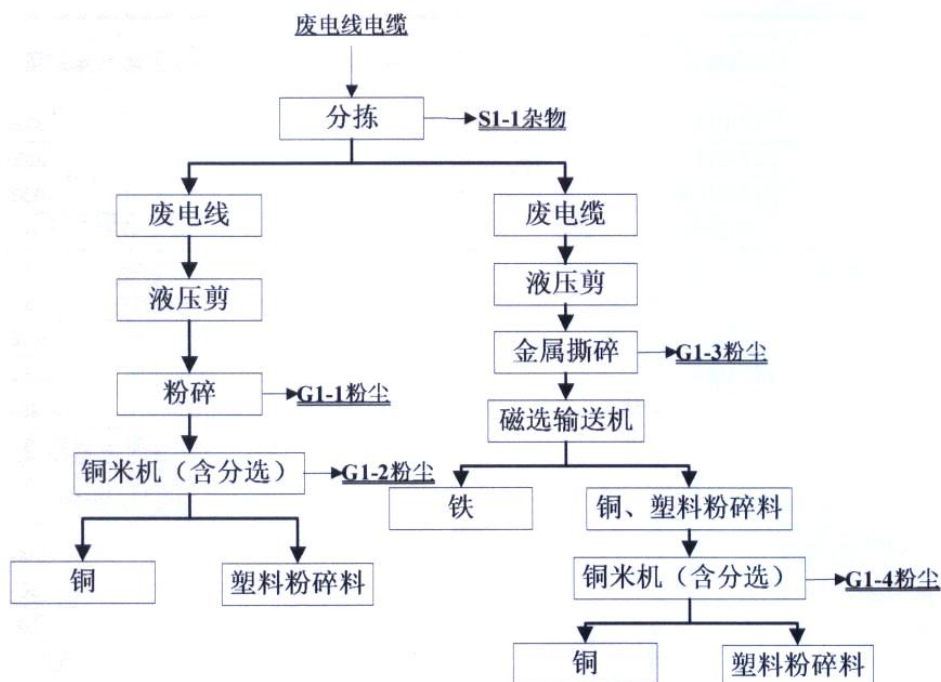 废电线电缆
分拣
S1-1杂物
废电线
废电缆
液压剪
液压剪
金属撕碎
G1-3粉尘
粉碎
G1-1粉尘
磁选输送机
铜米机（含分选）
G1-2粉尘
铁
铜、塑料粉碎料
铜
塑料粉碎料
铜米机（含分选）
G1-4粉尘
铜
塑料粉碎料